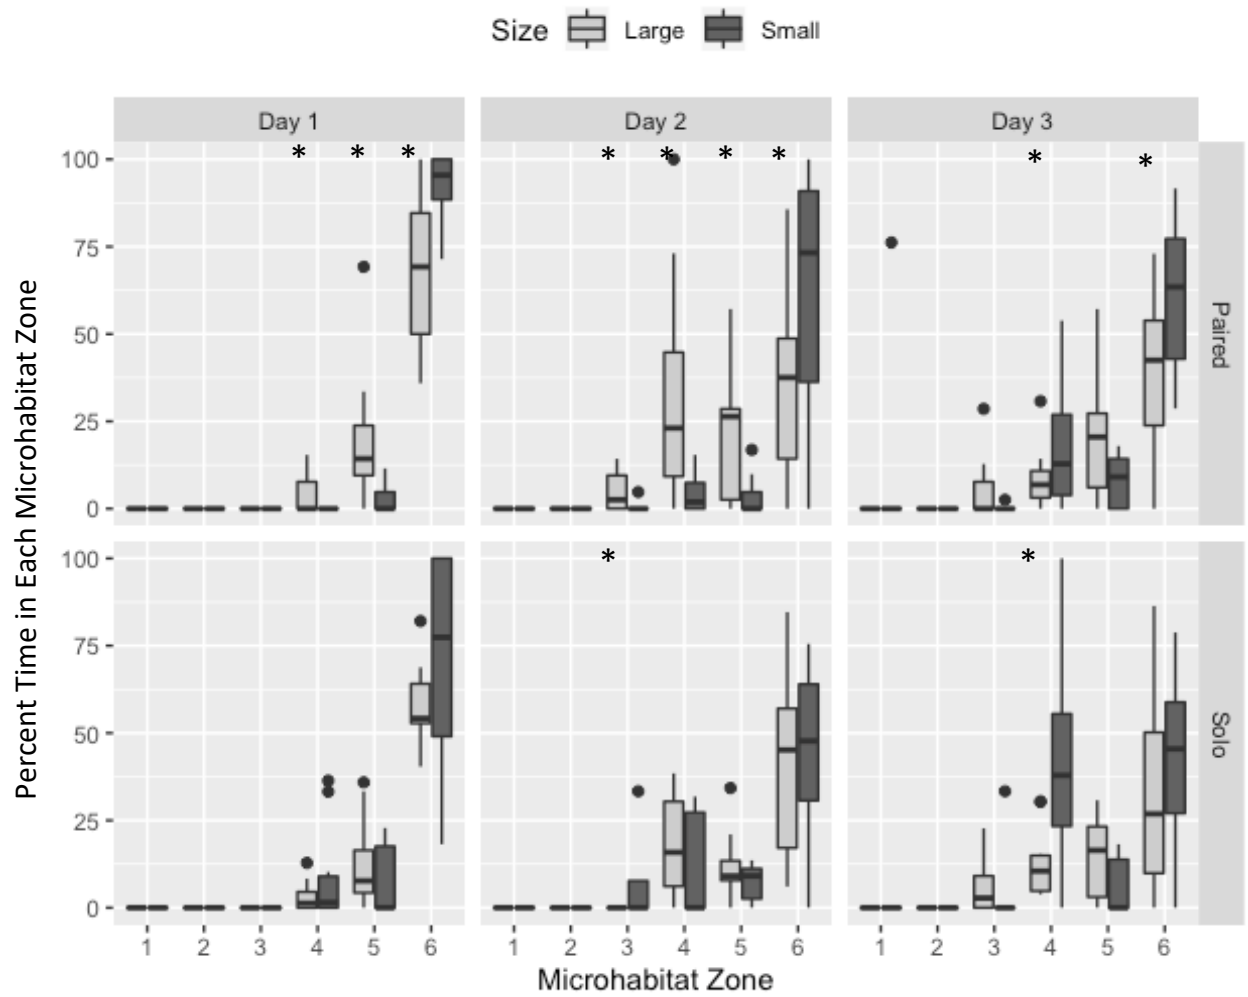 Size Large Small
Day 1 Day 2 Day 3
* * * * * * * * *
100
75
50
25
0
Paired
* *
100
75
50
25
0
Solo
1 2 3 4 5 6 1 2 3 4 5 6 1 2 3 4 5 6
Microhabitat Zone
Percent Time in Each Microhabitat Zone